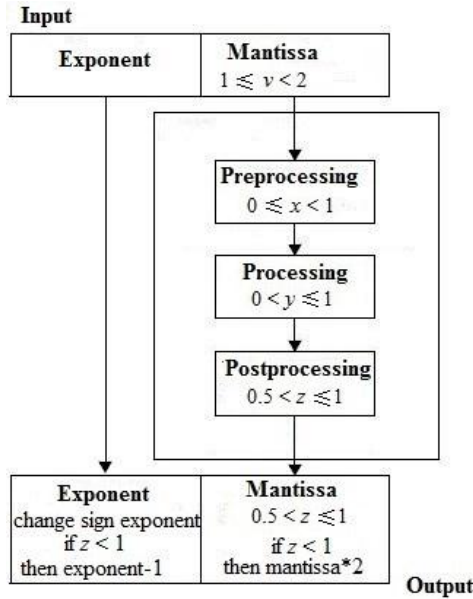 Input
Exponent
Mantissa
1 ⩽ v < 2
Preprocessing
0 ⩽ x < 1
Processing
0 < y ⩽ 1
Postprocessing
0.5 < z ⩽ 1
Exponent
change sign exponent
if z < 1
then exponent-1
Mantissa
0.5 < z ⩽ 1
if z < 1
then mantissa*2
Output